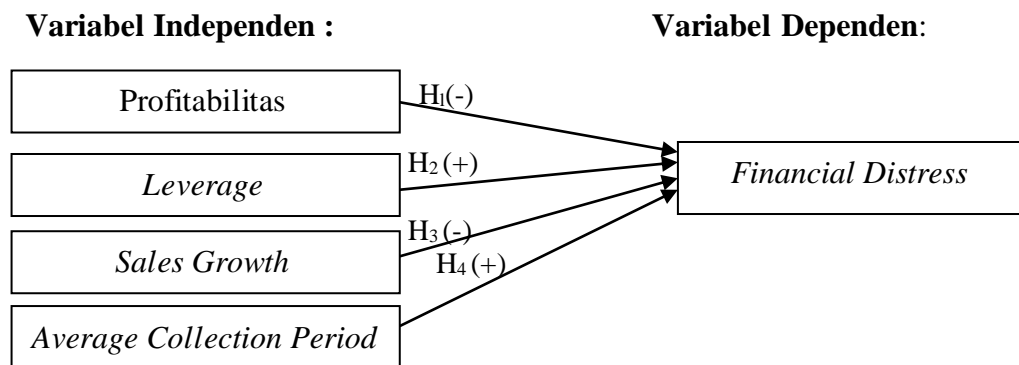 Variabel Independen :
Variabel Dependen:
Profitabilitas
H1(-)
Leverage
H2 (+)
Financial Distress
Sales Growth
H3 (-)
H4 (+)
Average Collection Period